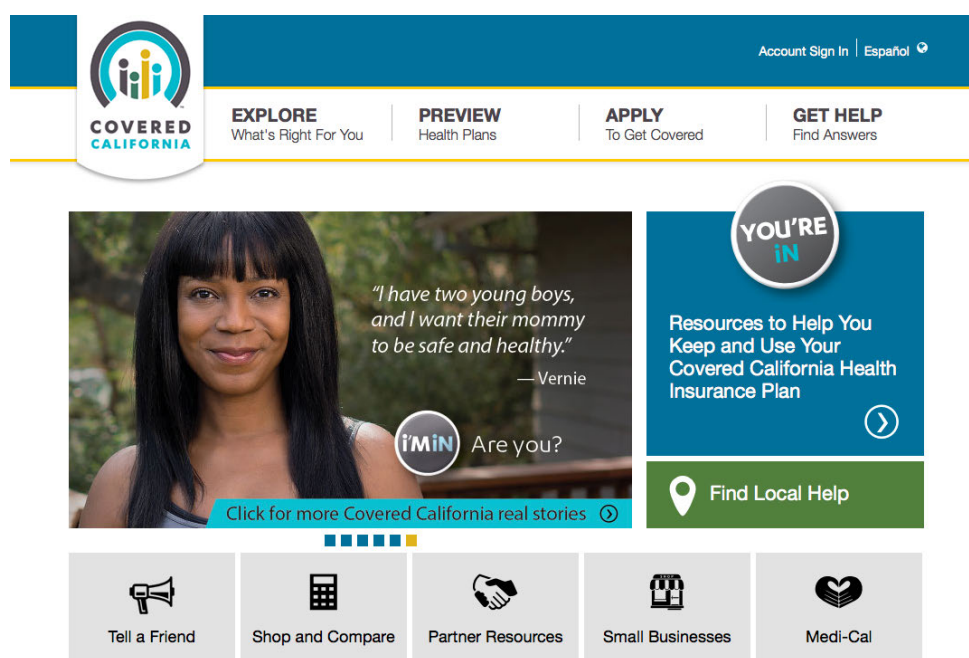 Account Sign In | Español
COVERED
CALIFORNIA
EXPLORE
What's Right For You
PREVIEW
Health Plans
APPLY
To Get Covered
GET HELP
Find Answers
“I have two young boys,
and I want their mommy
to be safe and healthy.”
— Vernie
i'MiN Are you?
Click for more Covered California real stories
YOU'RE
iN
Resources to Help You
Keep and Use Your
Covered California Health
Insurance Plan
Find Local Help
Tell a Friend
Shop and Compare
Partner Resources
SHOP
Small Businesses
Medi-Cal